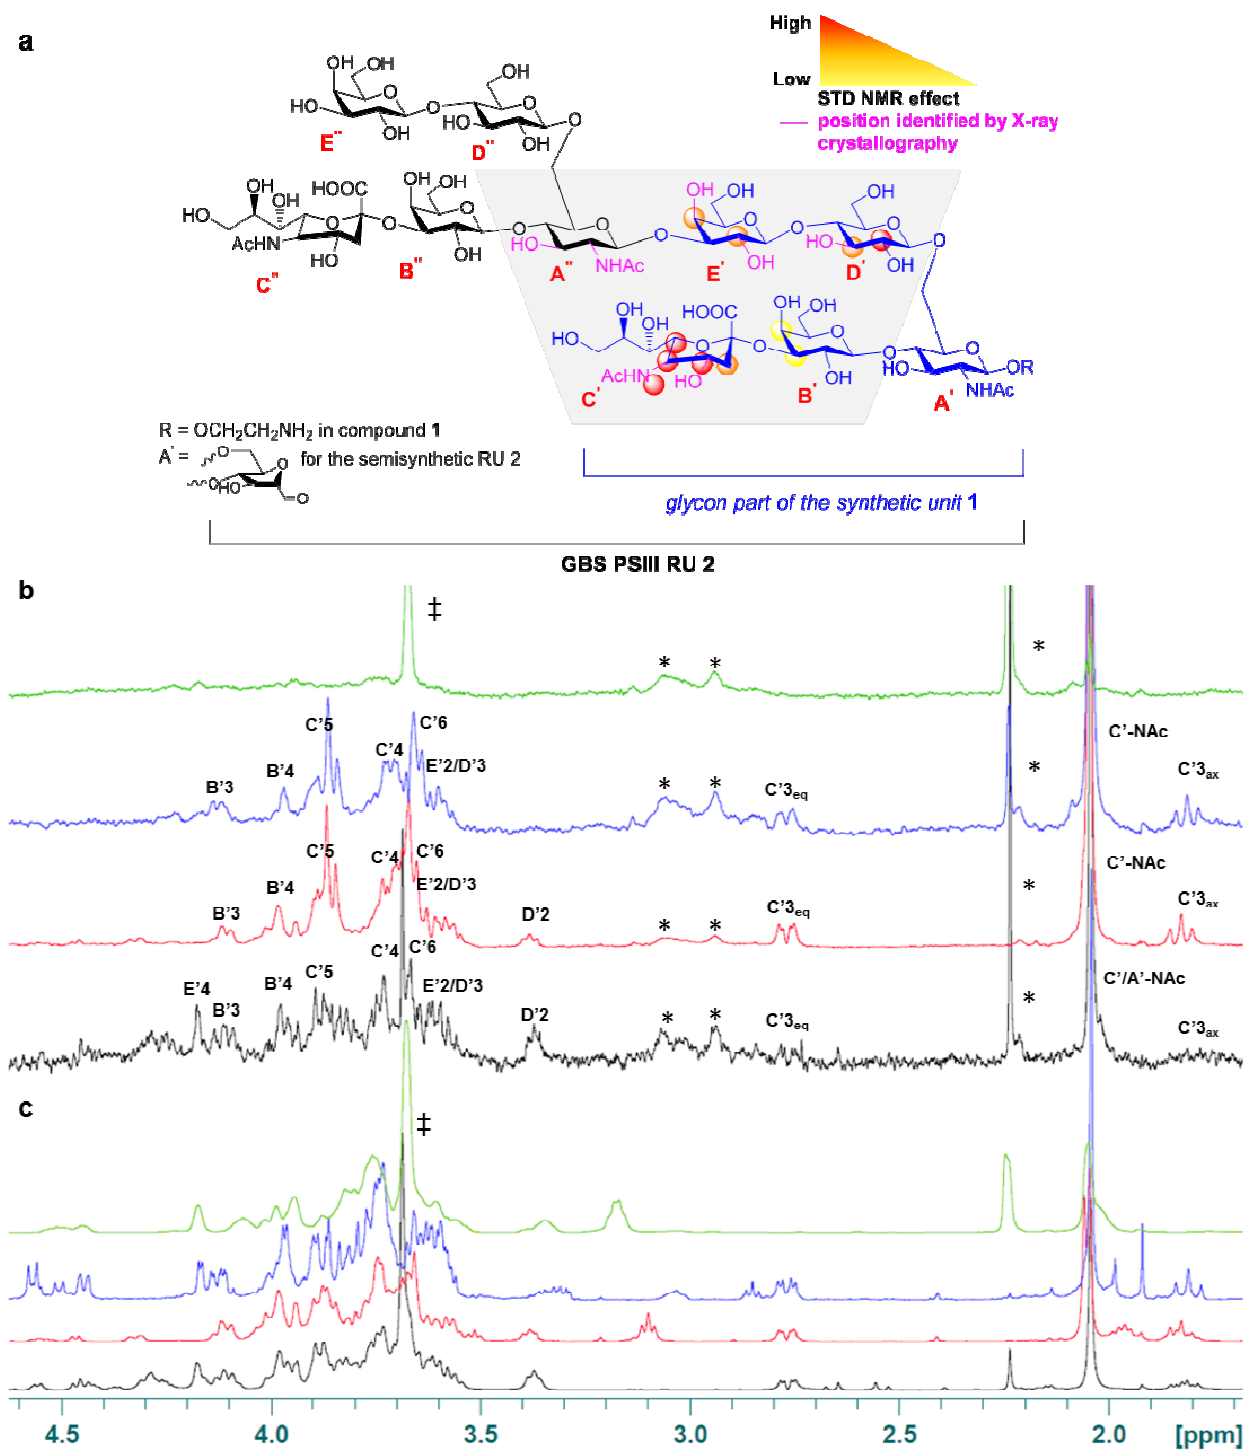 a
High
Low
STD NMR effect
position identified by X-ray
crystallography
OH
OH
OH
HO
O
O
O
O
O
OH
HO
OH
E"
D"
OH
OH
HOOC
OH
OH
HO
O
O
O
O
AcHN
HO
OH
C"
B"
HO
O
NHAc
A"
O
OH
OH
O
OH
E'
O
OH
O
HO
OH
D'
O
OH
OH
HOOC
HO
O
O
AcHN
HO
C'
OH
OH
O
O
OH
B'
HO
O
OR
NHAc
A'
R = OCH2CH2NH2 in compound 1
A' = for the semisynthetic RU 2
O
O
O
HO
O
glycon part of the synthetic unit 1
GBS PSIII RU 2
b
‡
*
*
*
C'5
C'6
C'4
B'4
E'2/D'3
B'3
*
*
C'3eq
*
C'-NAc
C'3ax
C'5
C'4
C'6
B'4
E'2/D'3
B'3
D'2
*
*
C'3eq
*
C'-NAc
C'3ax
E'4
B'3
B'4
C'5
C'4
C'6
E'2/D'3
D'2
*
*
C'3eq
*
C'/A'-NAc
C'3ax
c
‡
4.5
4.0
3.5
3.0
2.5
2.0
[ppm]